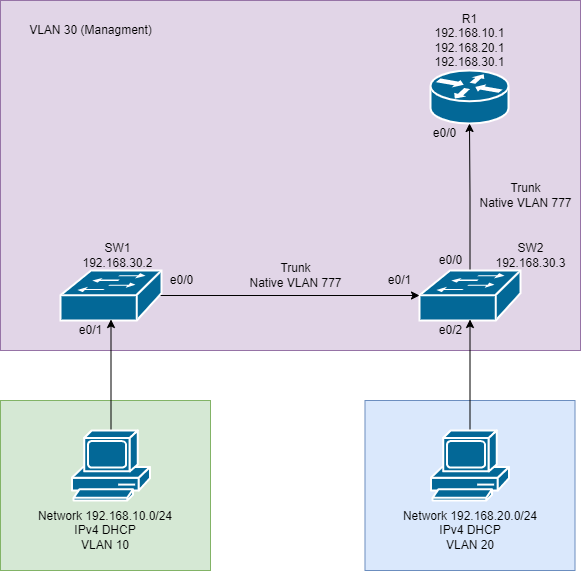 VLAN 30 (Managment)
R1
192.168.10.1
192.168.20.1
192.168.30.1
e0/0
Trunk
Native VLAN 777
SW1
192.168.30.2
e0/0
Trunk
Native VLAN 777
e0/1
e0/0
SW2
192.168.30.3
e0/1
e0/2
Network 192.168.10.0/24
IPv4 DHCP
VLAN 10
Network 192.168.20.0/24
IPv4 DHCP
VLAN 20